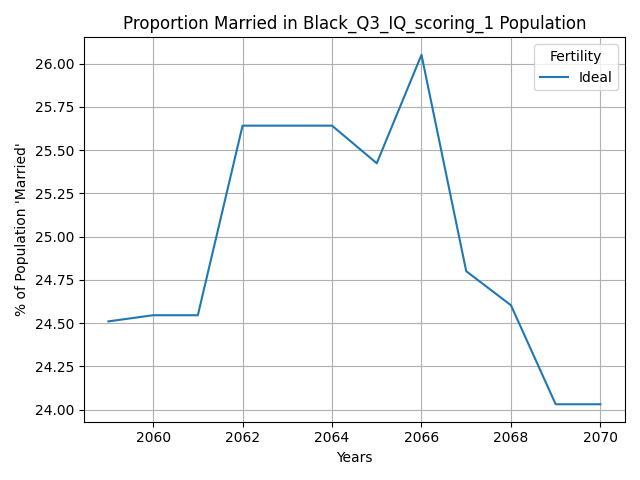 Proportion Married in Black_Q3_IQ_scoring_1 Population
Fertility
Ideal
26.00
25.75
25.50
25.25
25.00
24.75
24.50
24.25
24.00
% of Population 'Married'
2060 2062 2064 2066 2068 2070
Years